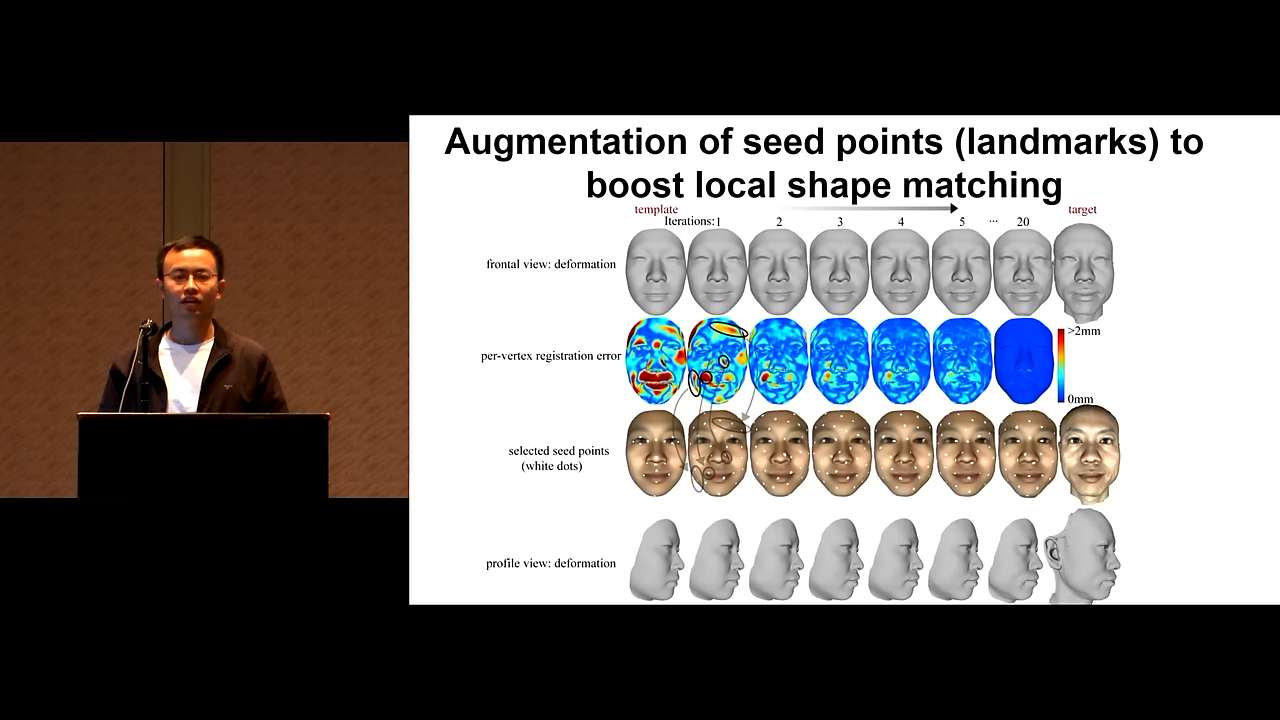 Augmentation of seed points (landmarks) to
boost local shape matching
template
target
Iterations:1 2 3 4 5 ... 20
frontal view: deformation
per-vertex registration error
>2mm
0mm
selected seed points
(white dots)
profile view: deformation